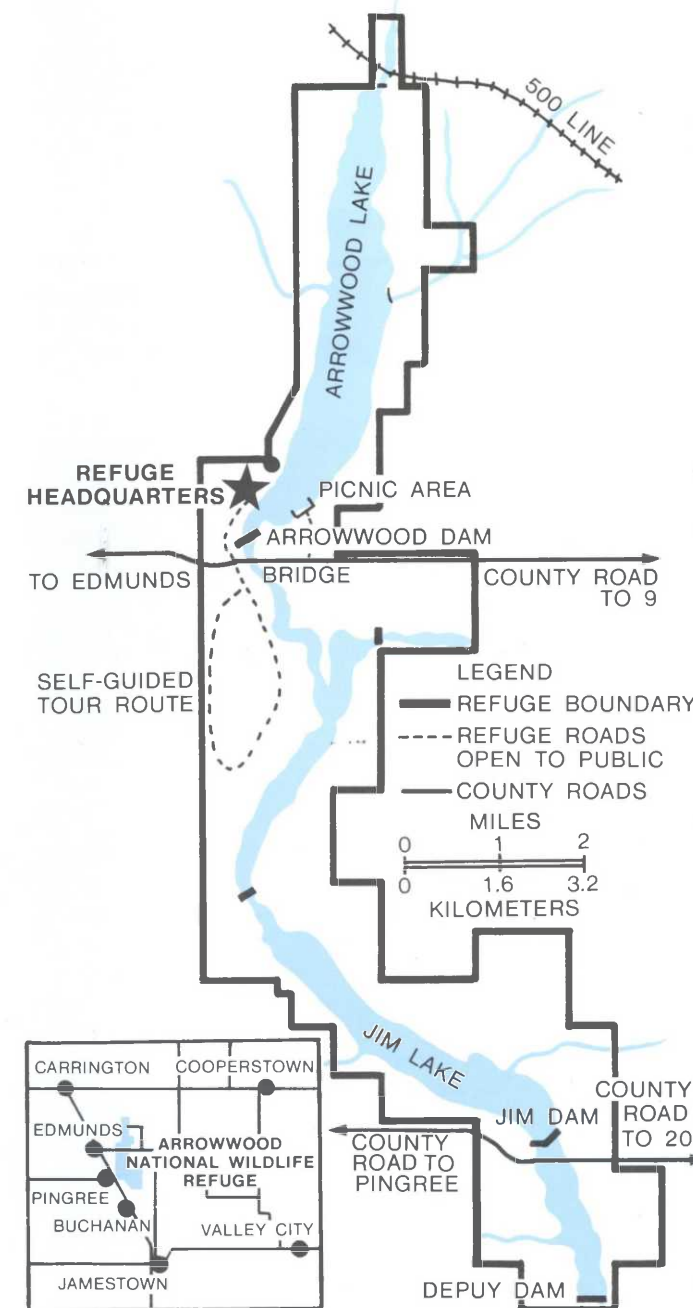 500 LINE
ARROWWOOD LAKE
REFUGE
HEADQUARTERS
PICNIC AREA
ARROWWOOD DAM
TO EDMUNDS
BRIDGE
COUNTY ROAD
TO 9
SELF-GUIDED
TOUR ROUTE
LEGEND
REFUGE BOUNDARY
REFUGE ROADS
OPEN TO PUBLIC
COUNTY ROADS
MILES
0 1 2
0 1.6 3.2
KILOMETERS
JIM LAKE
JIM DAM
COUNTY
ROAD
TO 20
COUNTY
ROAD TO
PINGREE
DEPUY DAM
CARRINGTON
COOPERSTOWN
EDMUNDS
ARROWWOOD
NATIONAL WILDLIFE
REFUGE
PINGREE
BUCHANAN
VALLEY CITY
JAMESTOWN